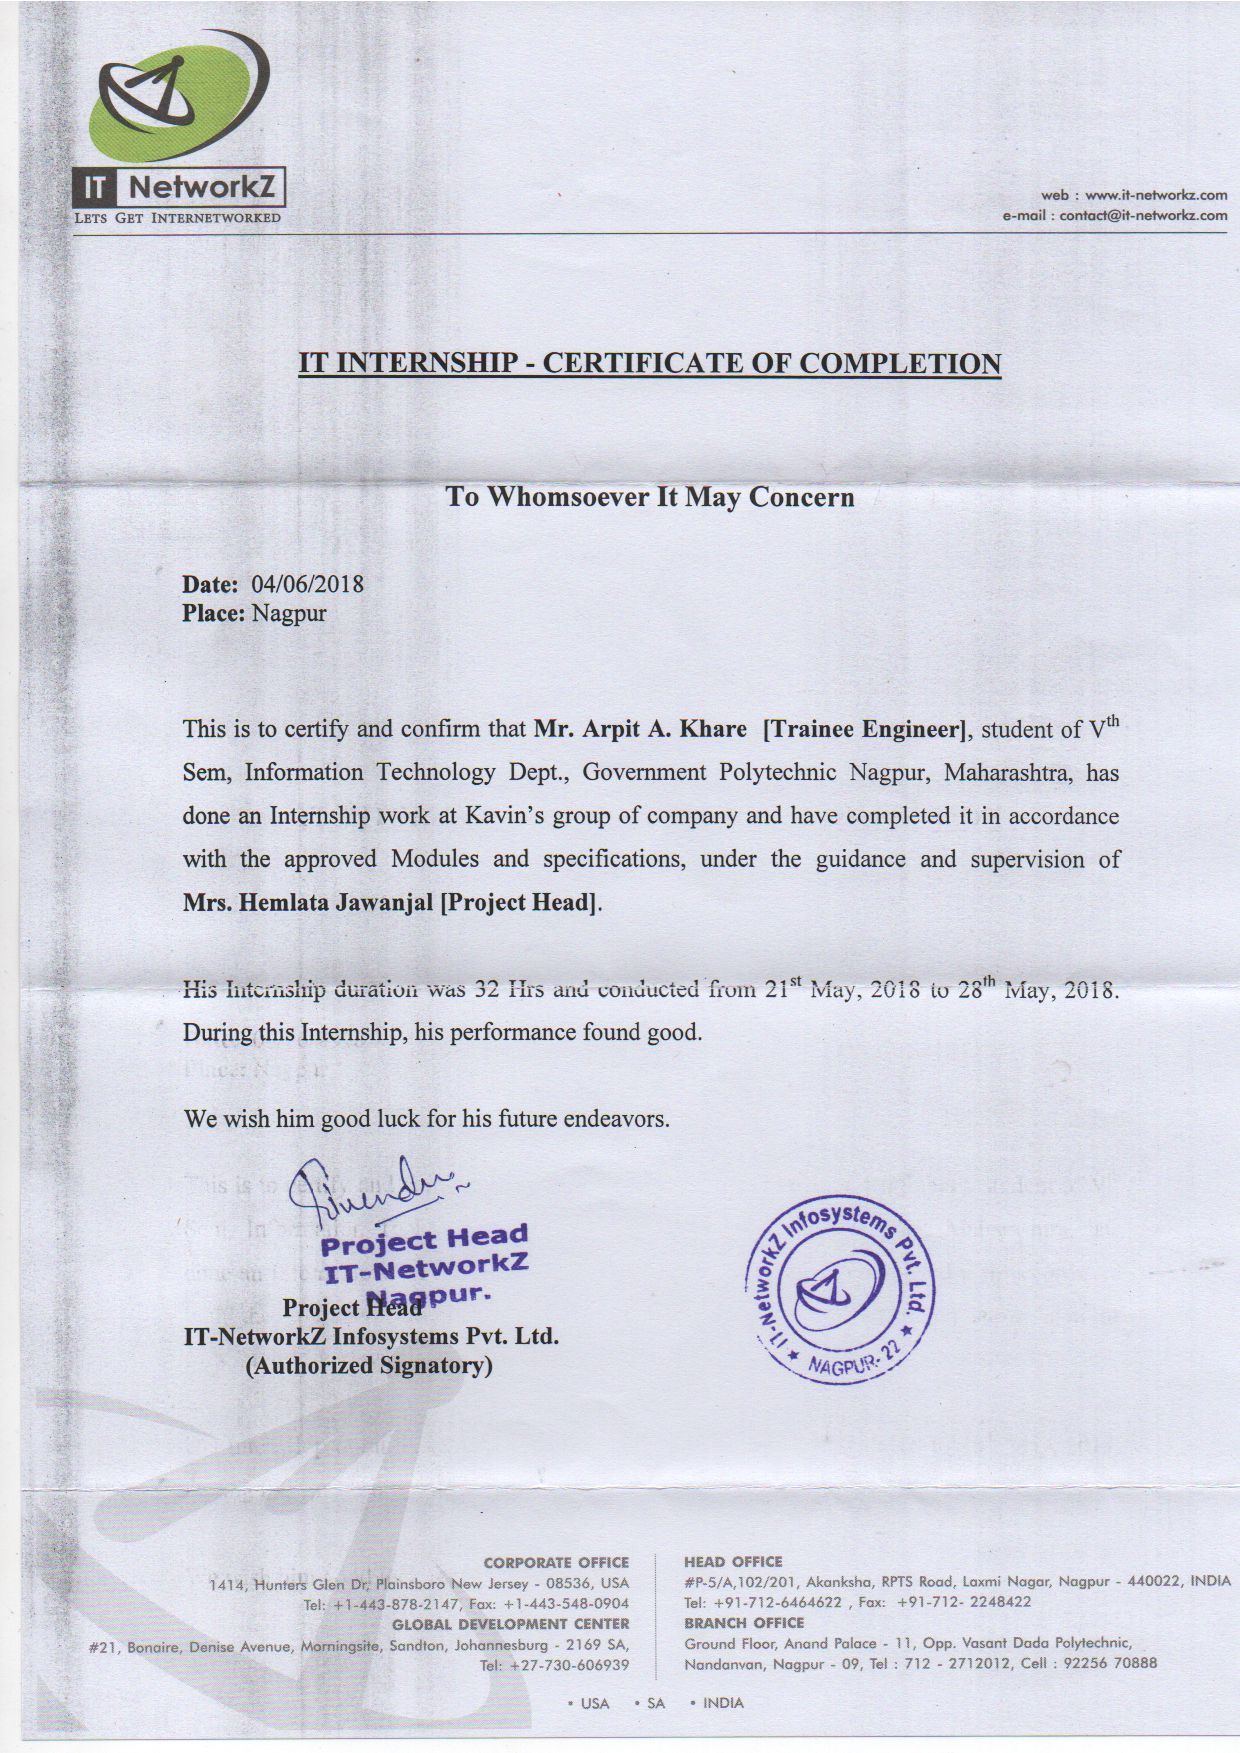 IT NetworkZ
LETS GET INTERNETWORKED
web : www.it-networkz.com
e-mail : contact@it-networkz.com
IT INTERNSHIP - CERTIFICATE OF COMPLETION
To Whomsoever It May Concern
Date: 04/06/2018
Place: Nagpur
This is to certify and confirm that Mr. Arpit A. Khare [Trainee Engineer], student of Vth
Sem, Information Technology Dept., Government Polytechnic Nagpur, Maharashtra, has
done an Internship work at Kavin's group of company and have completed it in accordance
with the approved Modules and specifications, under the guidance and supervision of
Mrs. Hemlata Jawanjal [Project Head].
His Internship duration was 32 Hrs and conducted from 21st May, 2018 to 28th May, 2018.
During this Internship, his performance found good.
We wish him good luck for his future endeavors.
Project Head
IT-NetworkZ
Nagpur.
Project Head
IT-NetworkZ Infosystems Pvt. Ltd.
(Authorized Signatory)
IT-NetworkZ Infosystems Pvt. Ltd.
★ NAGPUR-22 ★
CORPORATE OFFICE
1414, Hunters Glen Dr, Plainsboro New Jersey - 08536, USA
Tel: +1-443-878-2147, Fax: +1-443-548-0904
GLOBAL DEVELOPMENT CENTER
#21, Bonaire, Denise Avenue, Morningsite, Sandton, Johannesburg - 2169 SA,
Tel: +27-730-606939
HEAD OFFICE
#P-5/A,102/201, Akanksha, RPTS Road, Laxmi Nagar, Nagpur - 440022, INDIA
Tel: +91-712-6464622 , Fax: +91-712- 2248422
BRANCH OFFICE
Ground Floor, Anand Palace - 11, Opp. Vasant Dada Polytechnic,
Nandanvan, Nagpur - 09, Tel : 712 - 2712012, Cell : 92256 70888
• USA • SA • INDIA